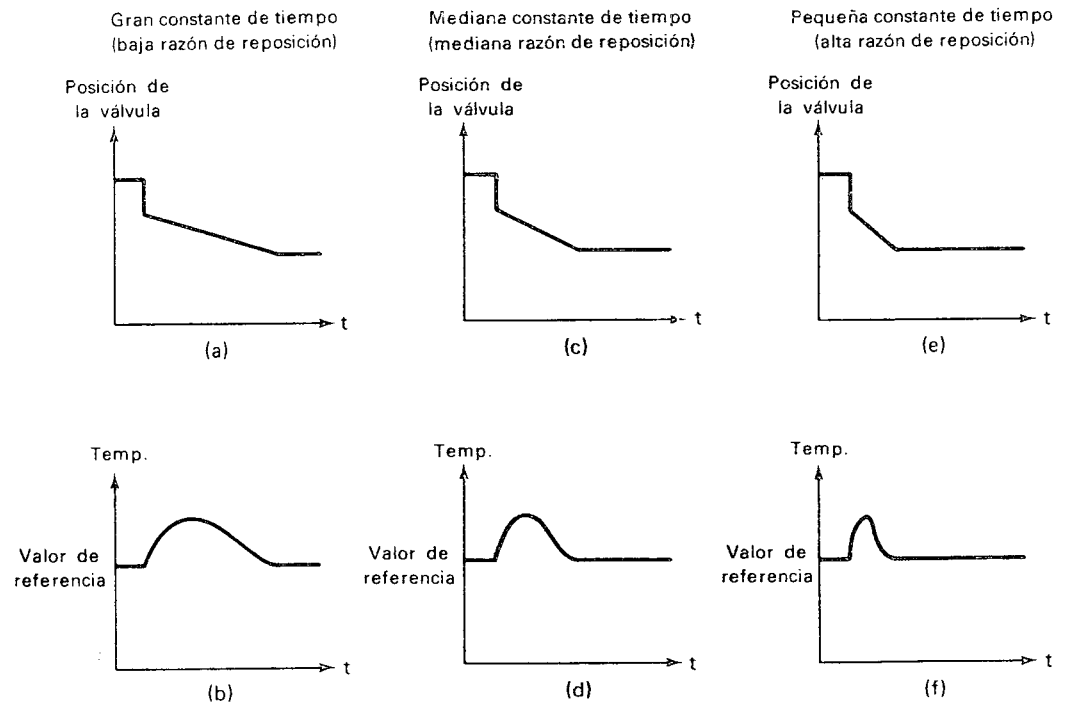 Gran constante de tiempo
(baja razón de reposición)
Mediana constante de tiempo
(mediana razón de reposición)
Pequeña constante de tiempo
(alta razón de reposición)
Posición de
la válvula
t
(a)
Posición de
la válvula
t
(c)
Posición de
la válvula
t
(e)
Temp.
Valor de
referencia
t
(b)
Temp.
Valor de
referencia
t
(d)
Temp.
Valor de
referencia
t
(f)